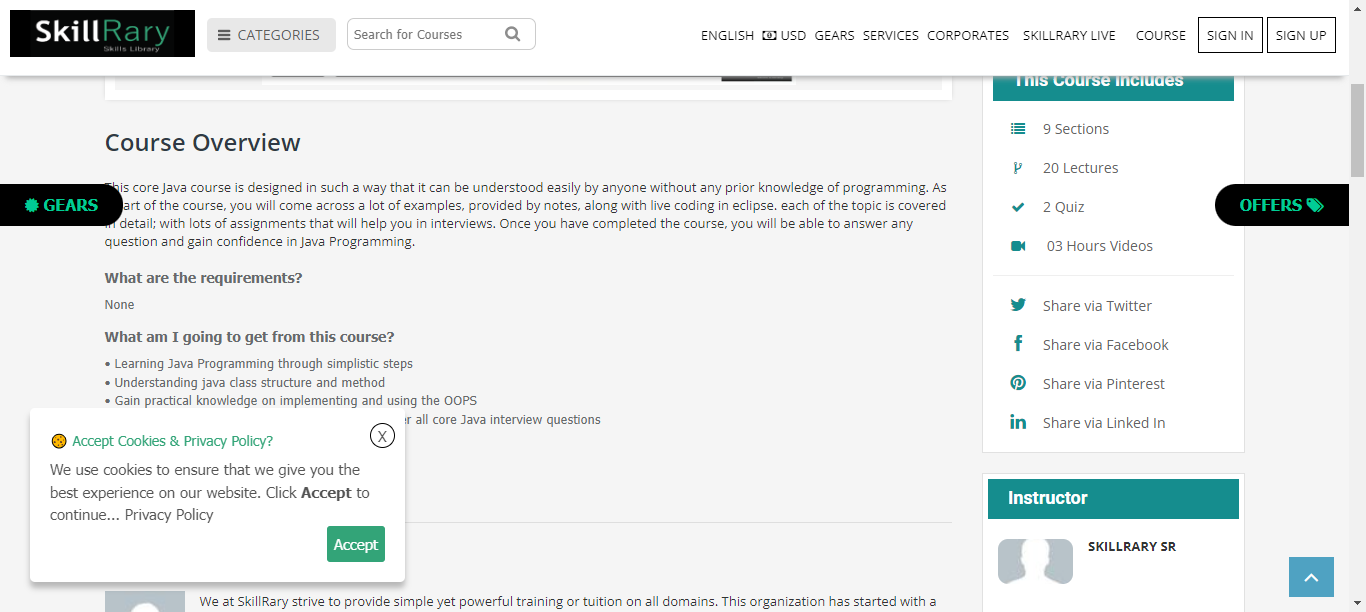 SkillRary
Skills Library
CATEGORIES
Search for Courses
ENGLISH USD GEARS SERVICES CORPORATES SKILLRARY LIVE COURSE SIGN IN SIGN UP
This Course Includes
9 Sections
20 Lectures
2 Quiz
03 Hours Videos
Share via Twitter
Share via Facebook
Share via Pinterest
Share via Linked In
GEARS
OFFERS
Course Overview
This core Java course is designed in such a way that it can be understood easily by anyone without any prior knowledge of programming. As
part of the course, you will come across a lot of examples, provided by notes, along with live coding in eclipse. each of the topic is covered
in detail; with lots of assignments that will help you in interviews. Once you have completed the course, you will be able to answer any
question and gain confidence in Java Programming.
What are the requirements?
None
What am I going to get from this course?
• Learning Java Programming through simplistic steps
• Understanding java class structure and method
• Gain practical knowledge on implementing and using the OOPS
all core Java interview questions
Accept Cookies & Privacy Policy?
X
We use cookies to ensure that we give you the
best experience on our website. Click Accept to
continue... Privacy Policy
Accept
Instructor
SKILLRARY SR
We at SkillRary strive to provide simple yet powerful training or tuition on all domains. This organization has started with a